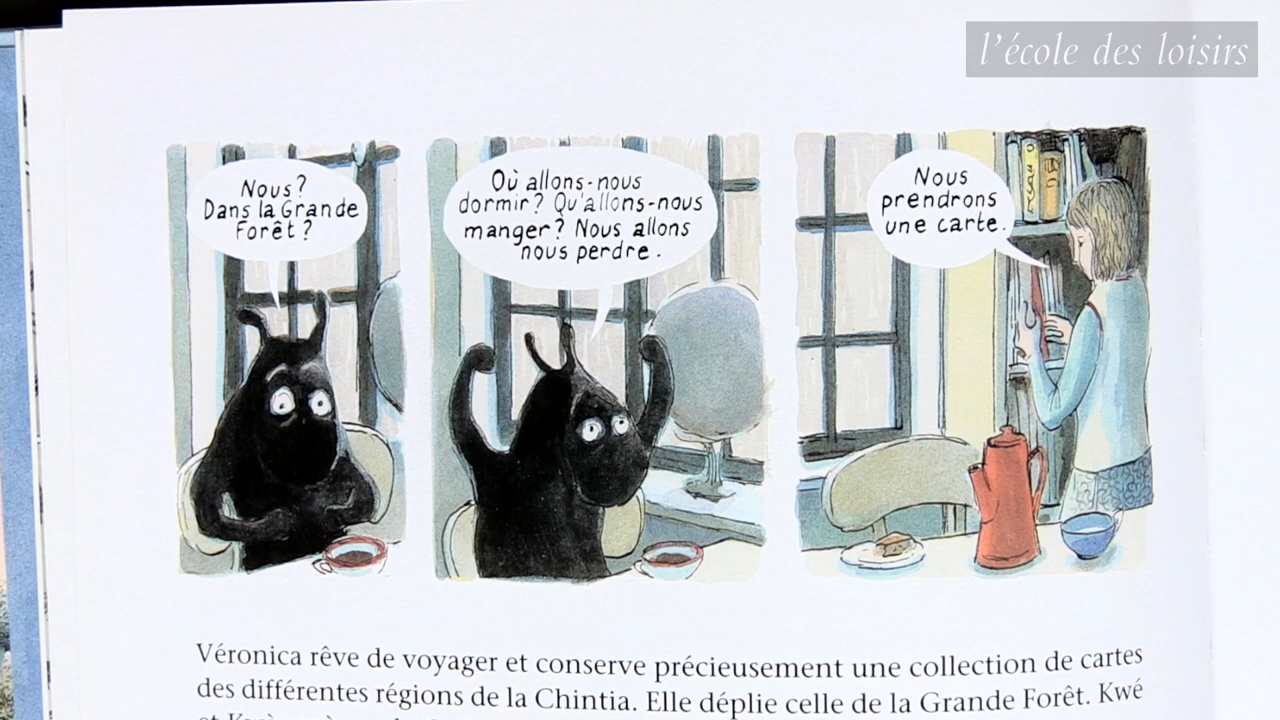 l'école des loisirs
Nous?
Dans la Grande
Forêt?
Où allons-nous
dormir? Qu'allons-nous
manger? Nous allons
nous perdre.
Nous
prendrons
une carte.
Véronica rêve de voyager et conserve précieusement une collection de cartes
des différentes régions de la Chintia. Elle déplie celle de la Grande Forêt. Kwé